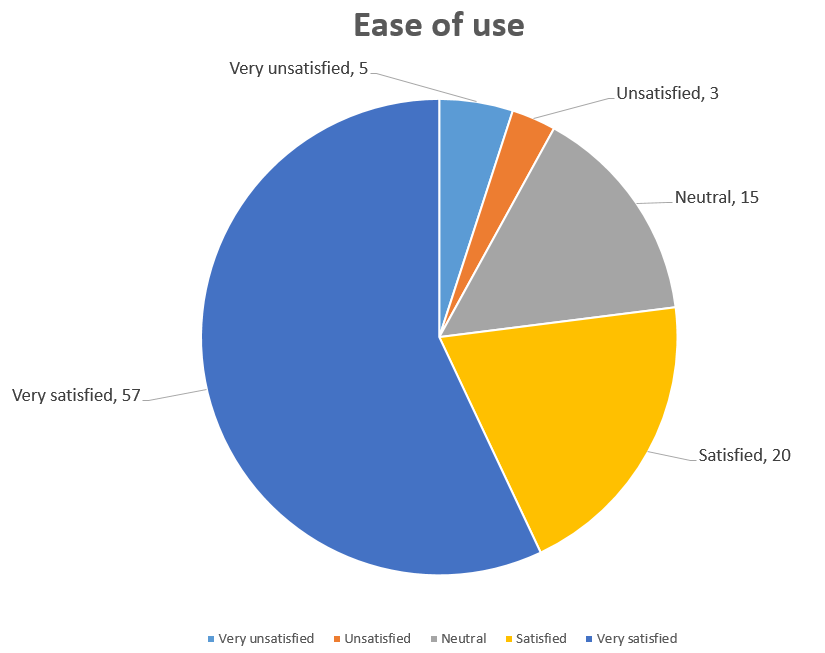 Ease of use
Very unsatisfied, 5
Unsatisfied, 3
Neutral, 15
Very satisfied, 57
Satisfied, 20
Very unsatisfied Unsatisfied Neutral Satisfied Very satisfied